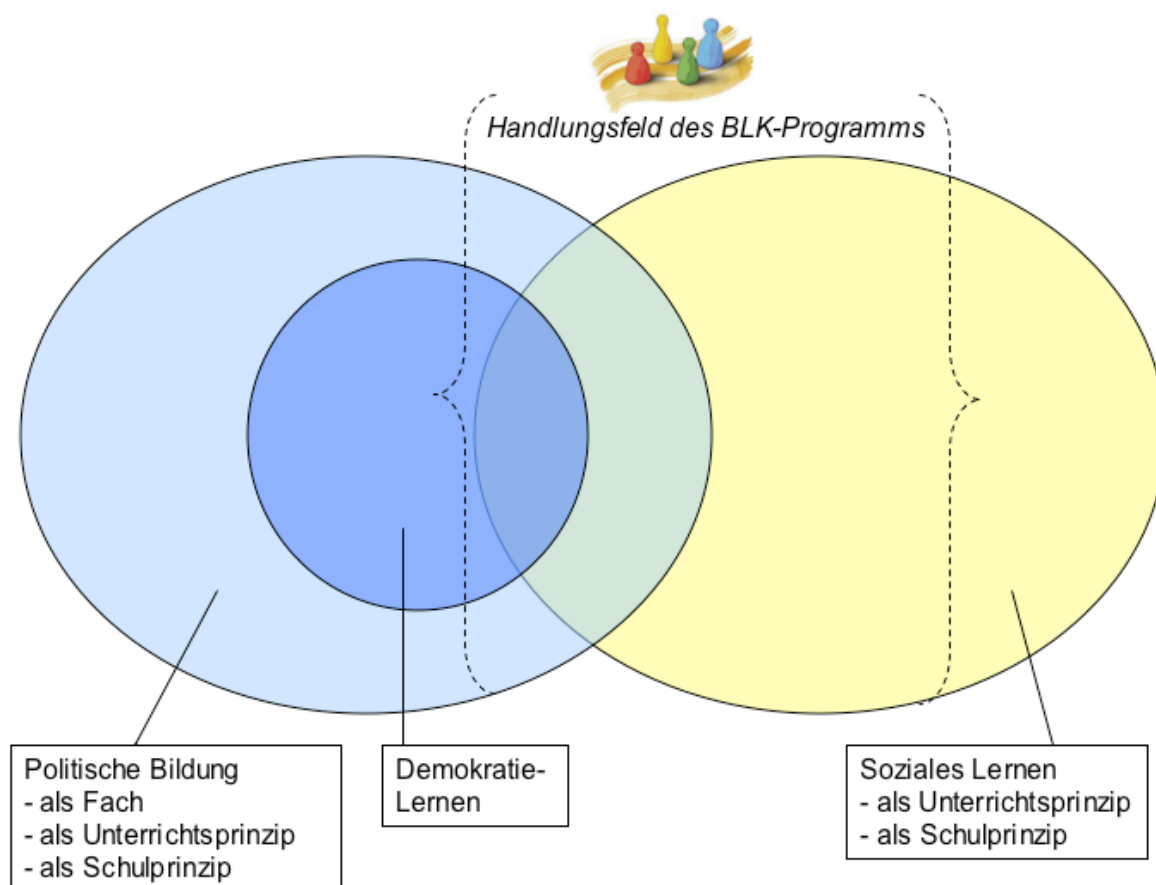 Handlungsfeld des BLK-Programms
Politische Bildung
- als Fach
- als Unterrichtsprinzip
- als Schulprinzip
Demokratie-
Lernen
Soziales Lernen
- als Unterrichtsprinzip
- als Schulprinzip